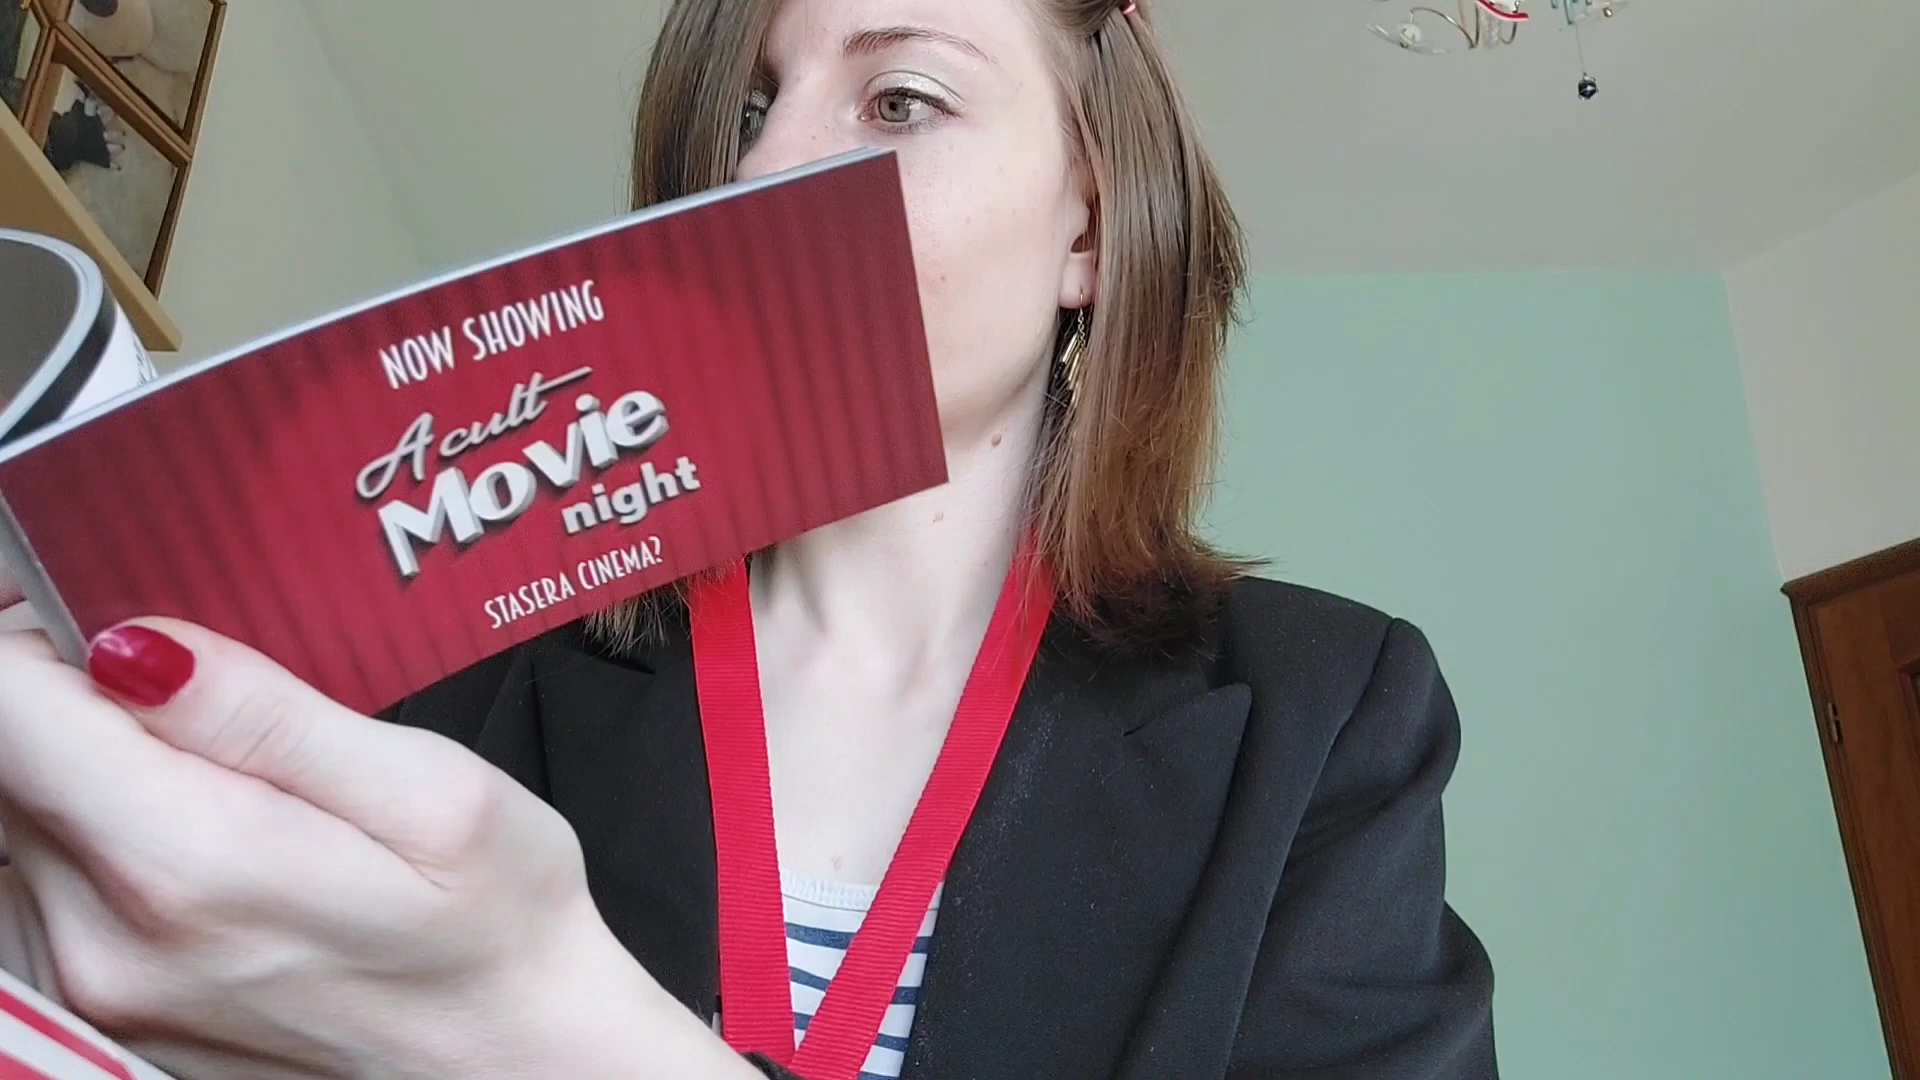 NOW SHOWING
A cult
Movie
night
STASERA CINEMA?